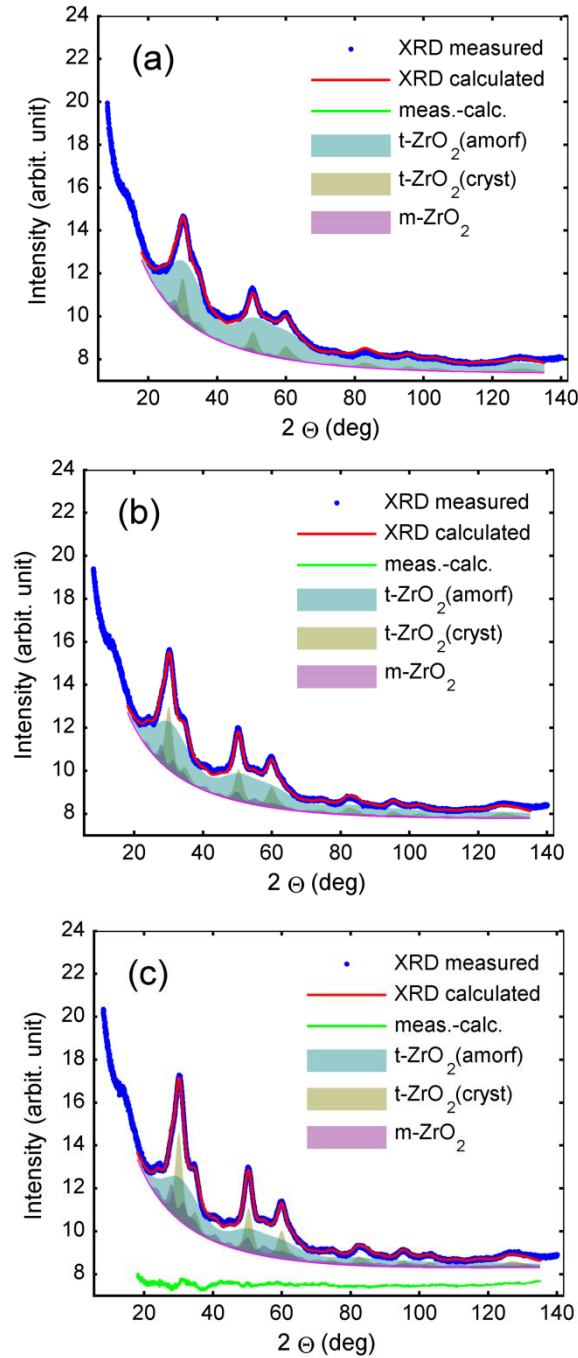 24
22
20
18
16
14
12
10
8
Intensity (arbit. unit)
(a)
XRD measured
XRD calculated
meas.-calc.
t-ZrO2(amorf)
t-ZrO2(cryst)
m-ZrO2
20 40 60 80 100 120 140
2 Θ (deg)
24
22
20
18
16
14
12
10
8
Intensity (arbit. unit)
(b)
XRD measured
XRD calculated
meas.-calc.
t-ZrO2(amorf)
t-ZrO2(cryst)
m-ZrO2
20 40 60 80 100 120 140
2 Θ (deg)
24
22
20
18
16
14
12
10
8
Intensity (arbit. unit)
(c)
XRD measured
XRD calculated
meas.-calc.
t-ZrO2(amorf)
t-ZrO2(cryst)
m-ZrO2
20 40 60 80 100 120 140
2 Θ (deg)